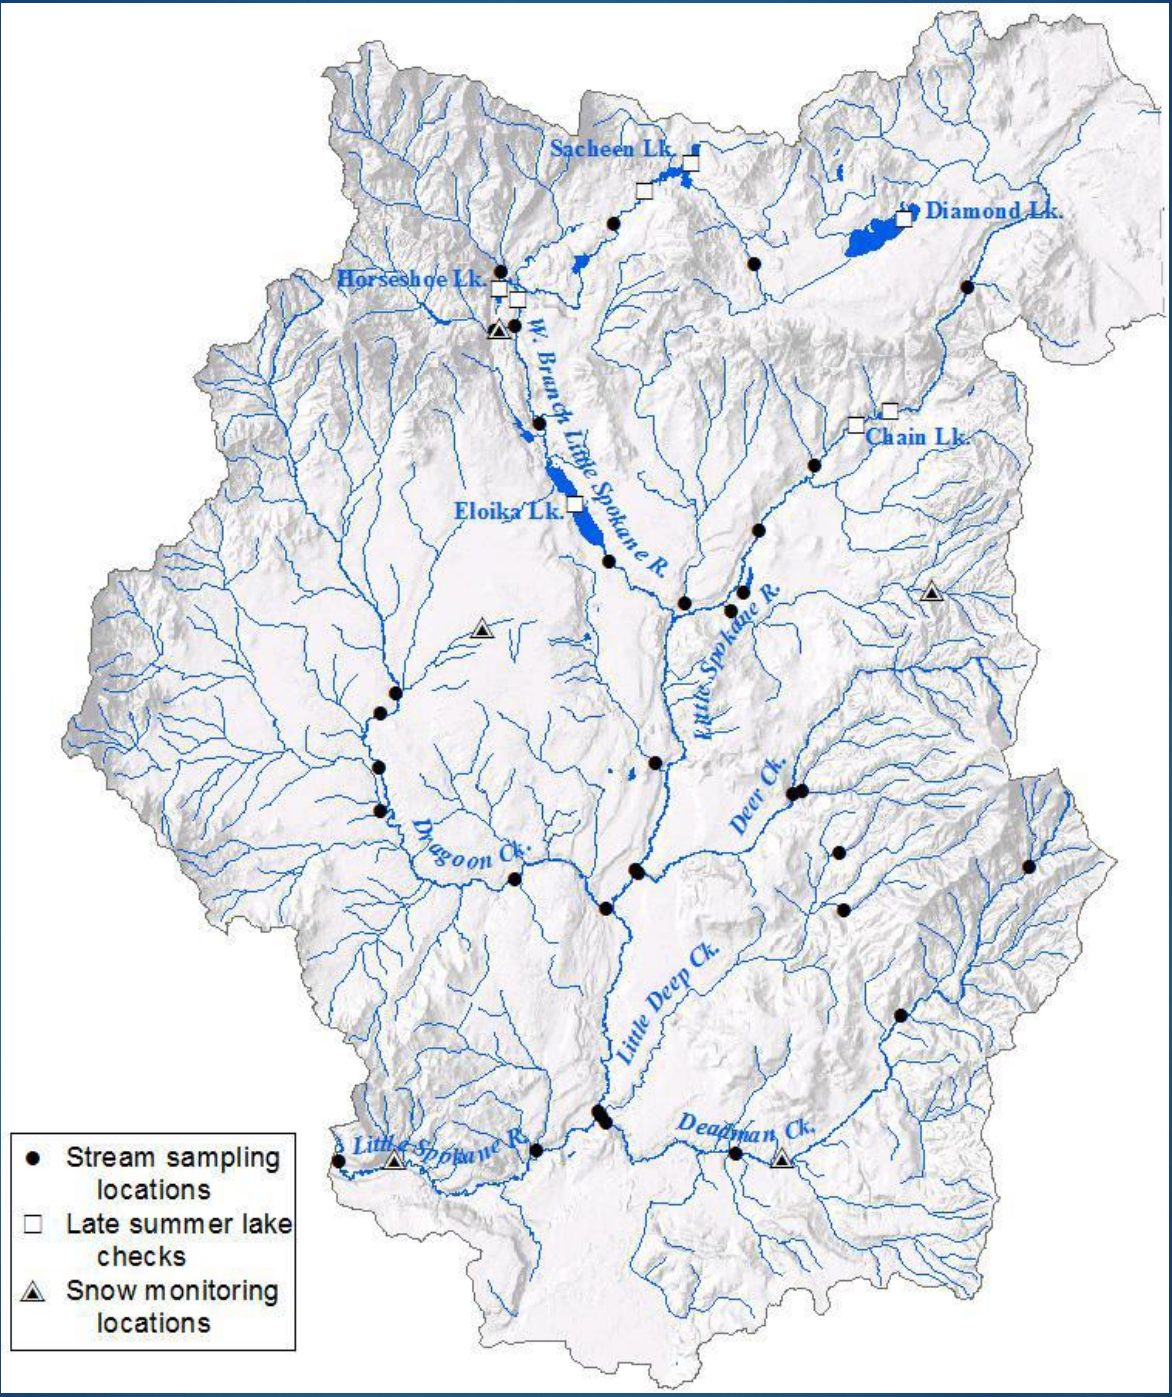 Sacheen Lk.
Diamond Lk.
Horseshoe Lk.
W. Branch Little Spokane R.
Chain Lk.
Eloika Lk.
Little Spokane R.
Deer Ck.
Dragoon Ck.
Little Deep Ck.
Deadman Ck.
Little Spokane R.
Stream sampling
locations
Late summer lake
checks
Snow monitoring
locations